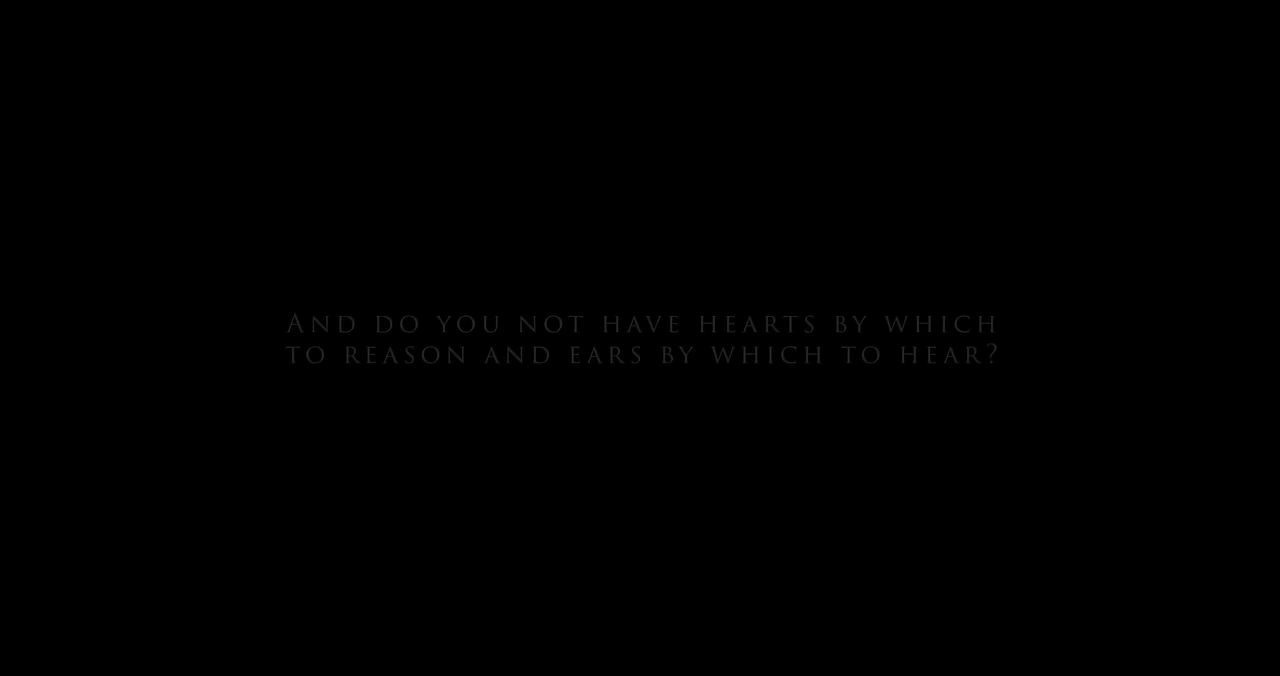 And do you not have hearts by which
to reason and ears by which to hear?